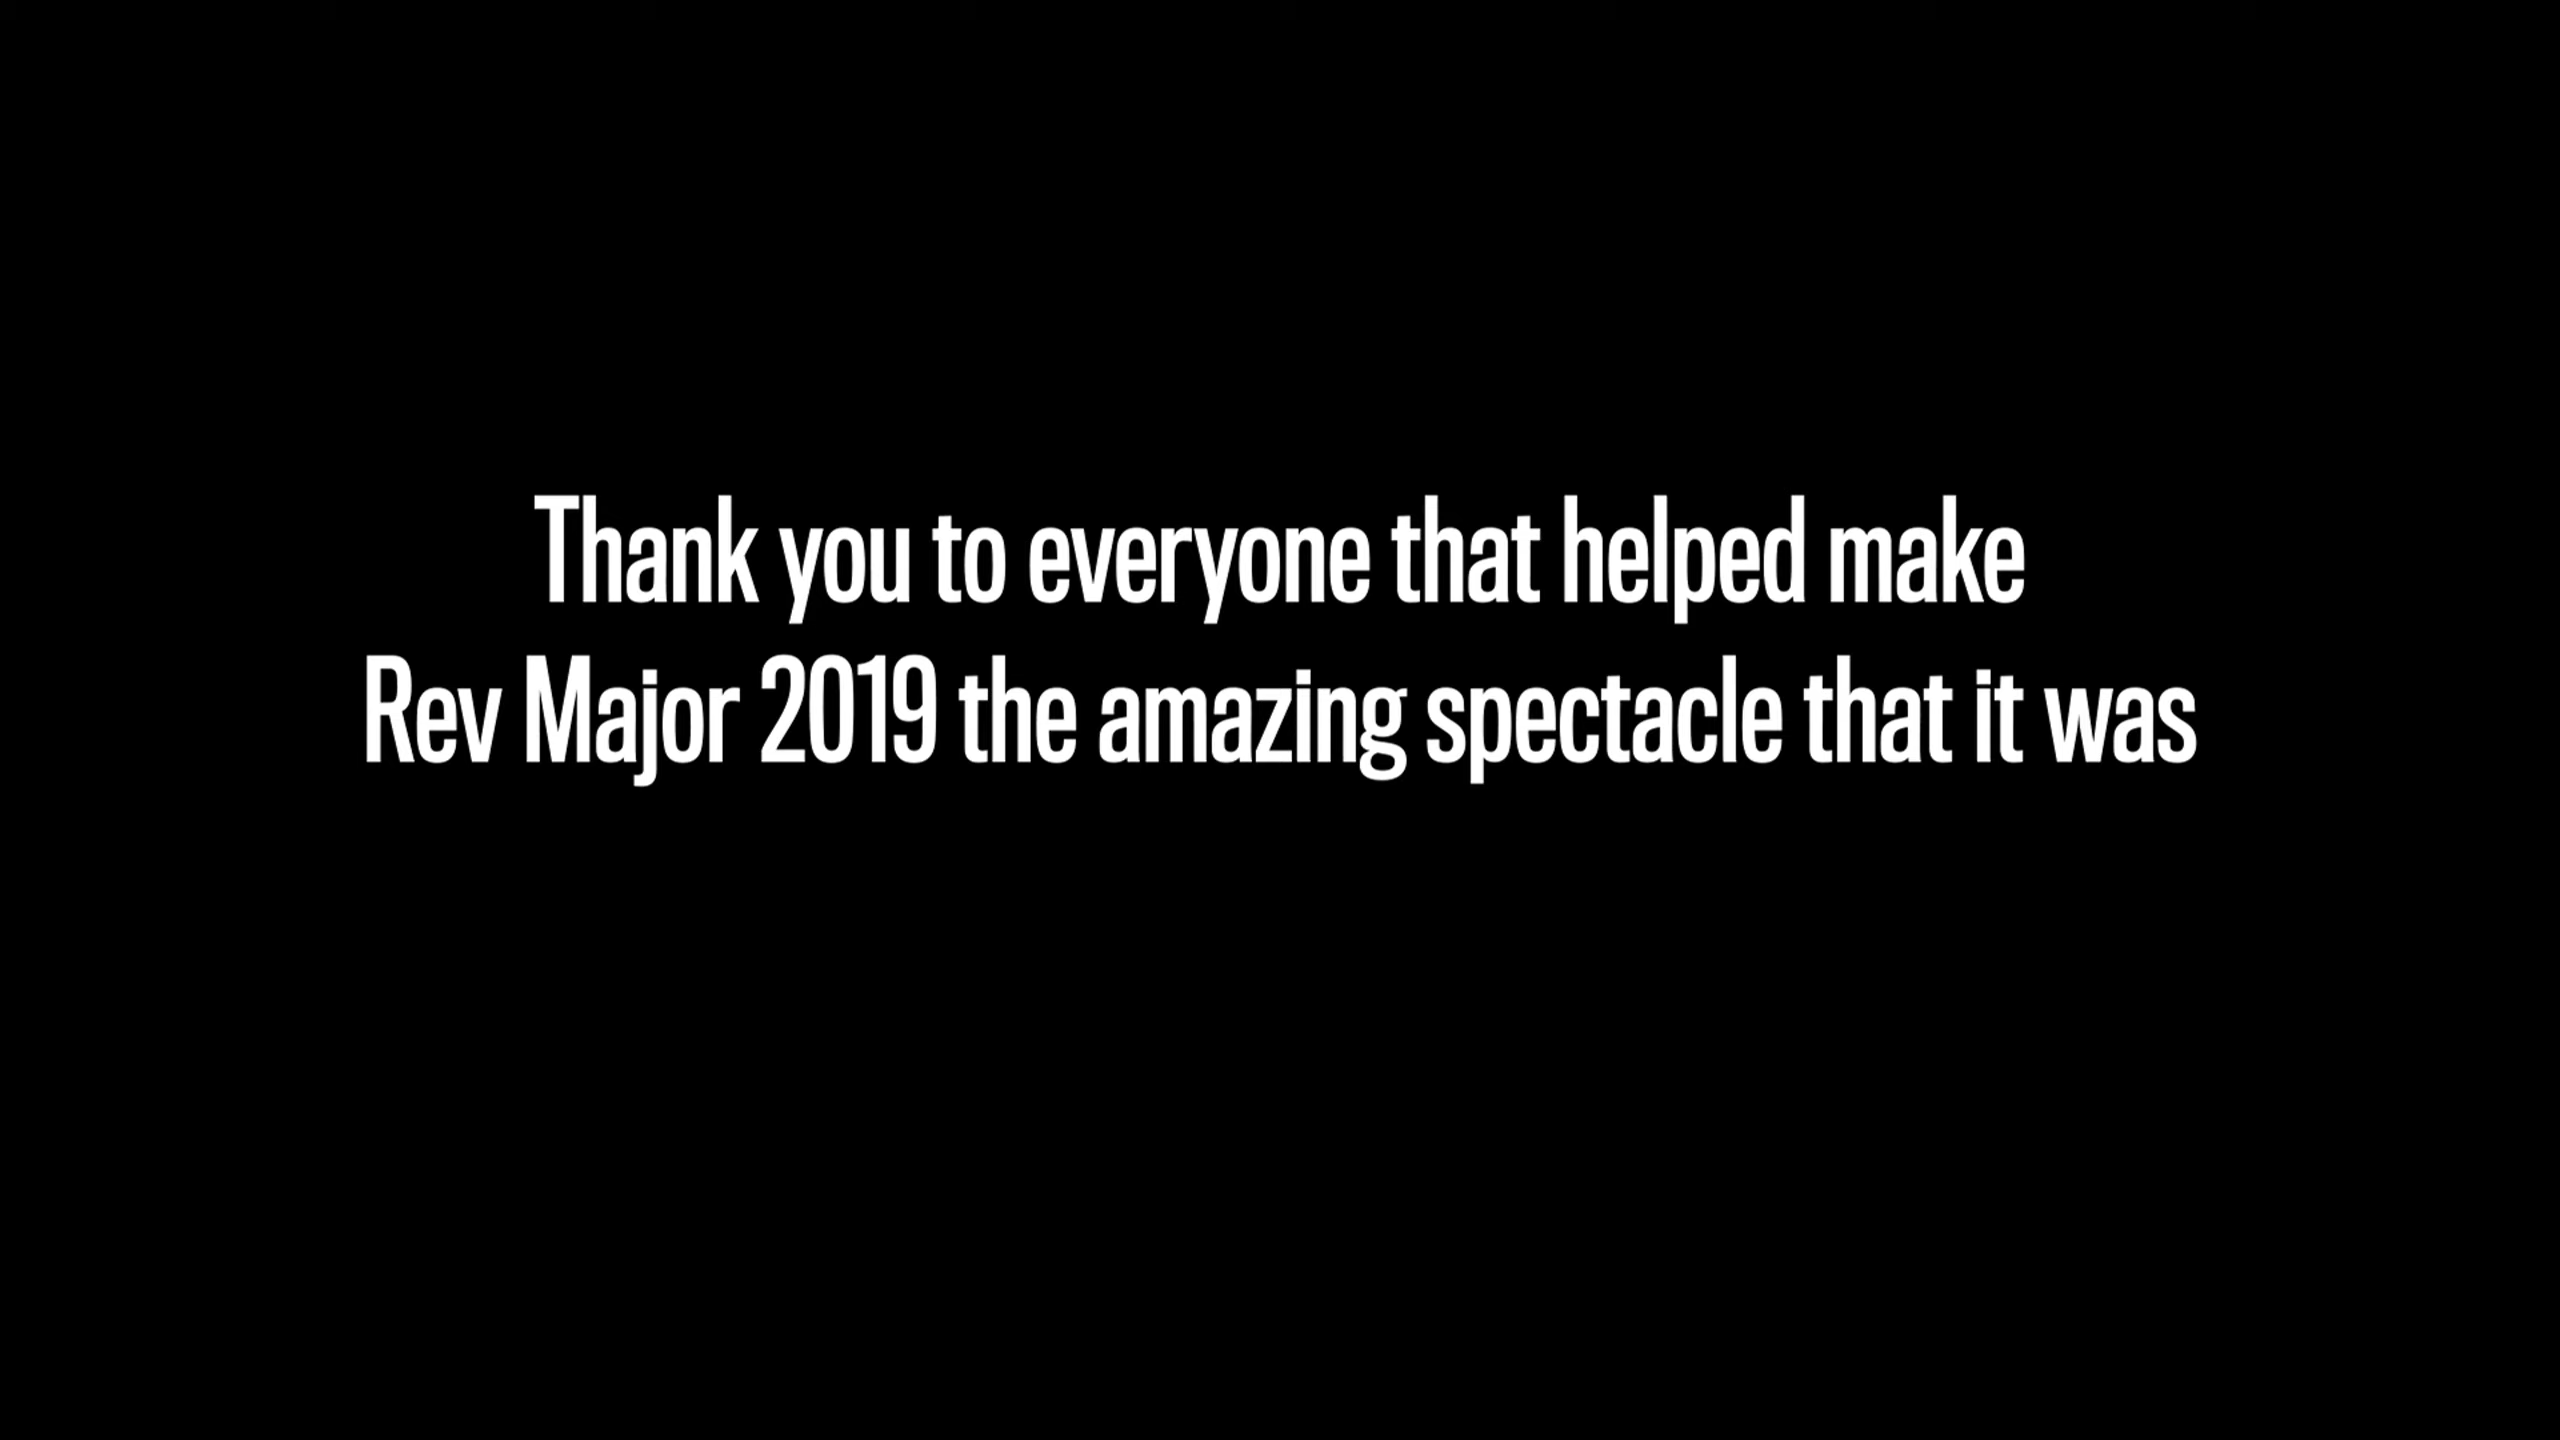 Thank you to everyone that helped make
Rev Major 2019 the amazing spectacle that it was